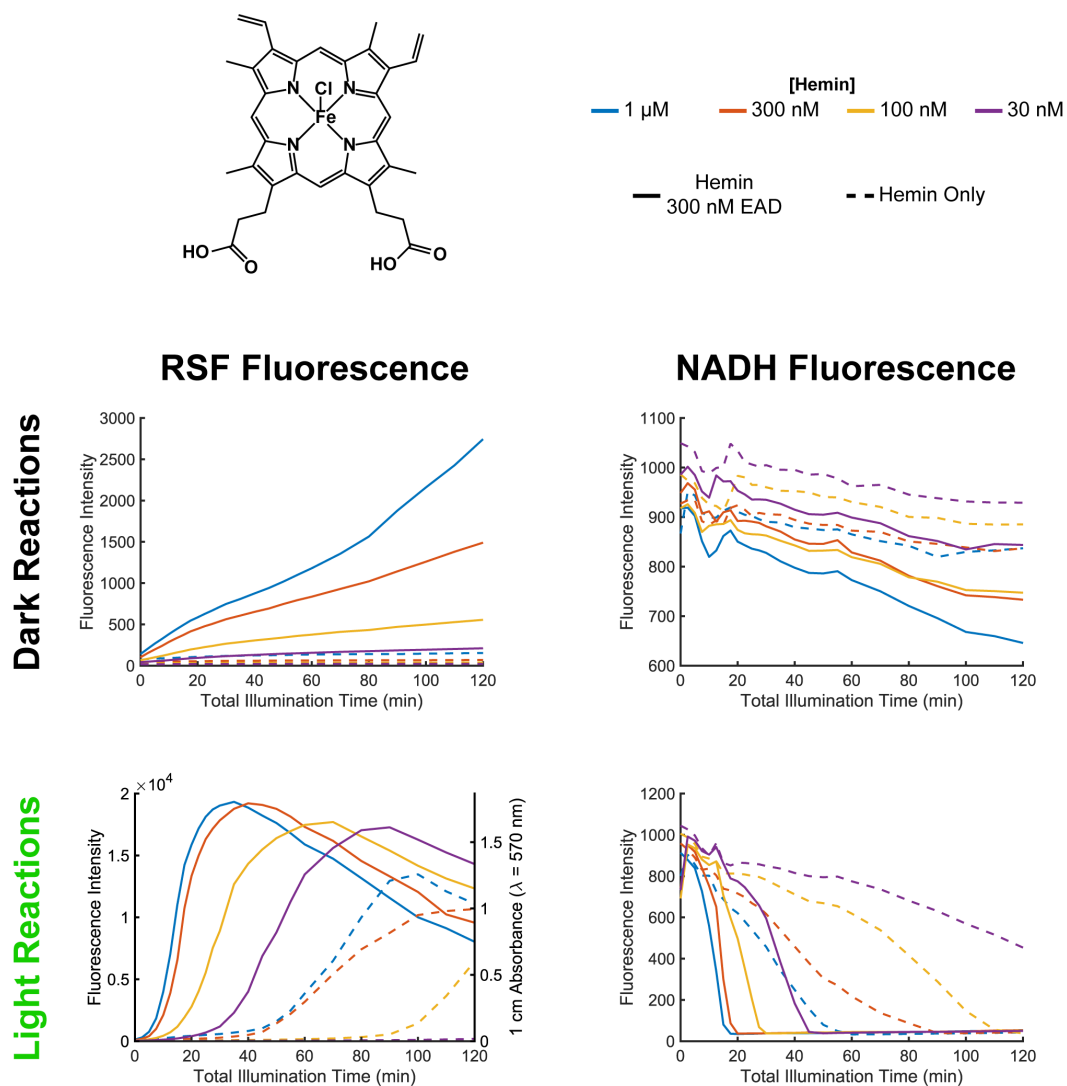 Cl
N N
Fe
N N
HO
O
HO
O
[Hemin]
1 µM 300 nM 100 nM 30 nM
Hemin
300 nM EAD
Hemin Only
RSF Fluorescence
NADH Fluorescence
Dark Reactions
Fluorescence Intensity
3000
2500
2000
1500
1000
500
0
0 20 40 60 80 100 120
Total Illumination Time (min)
Fluorescence Intensity
1100
1000
900
800
700
600
0 20 40 60 80 100 120
Total Illumination Time (min)
Light Reactions
Fluorescence Intensity
×10^4
2
1.5
1
0.5
0
0 20 40 60 80 100 120
Total Illumination Time (min)
1.5
1
0.5
0
1 cm Absorbance (λ = 570 nm)
Fluorescence Intensity
1200
1000
800
600
400
200
0
0 20 40 60 80 100 120
Total Illumination Time (min)